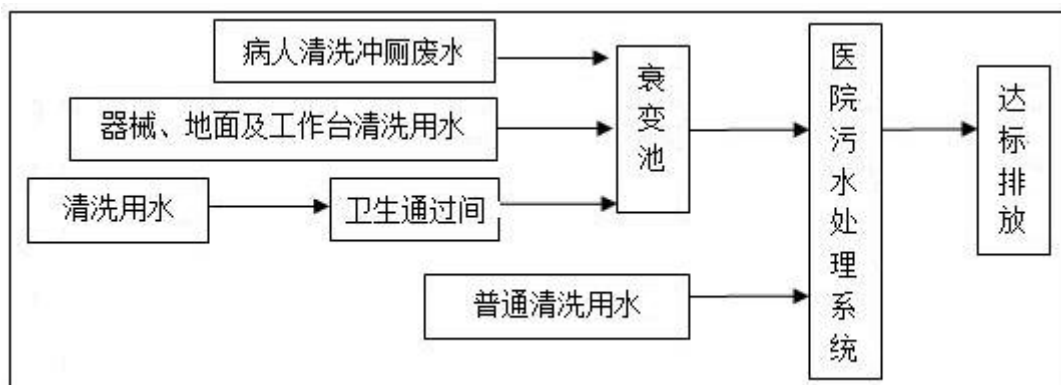 病人清洗冲厕废水
器械、地面及工作台清洗用水
清洗用水
卫生通过间
衰变池
普通清洗用水
医院污水处理系统
达标排放